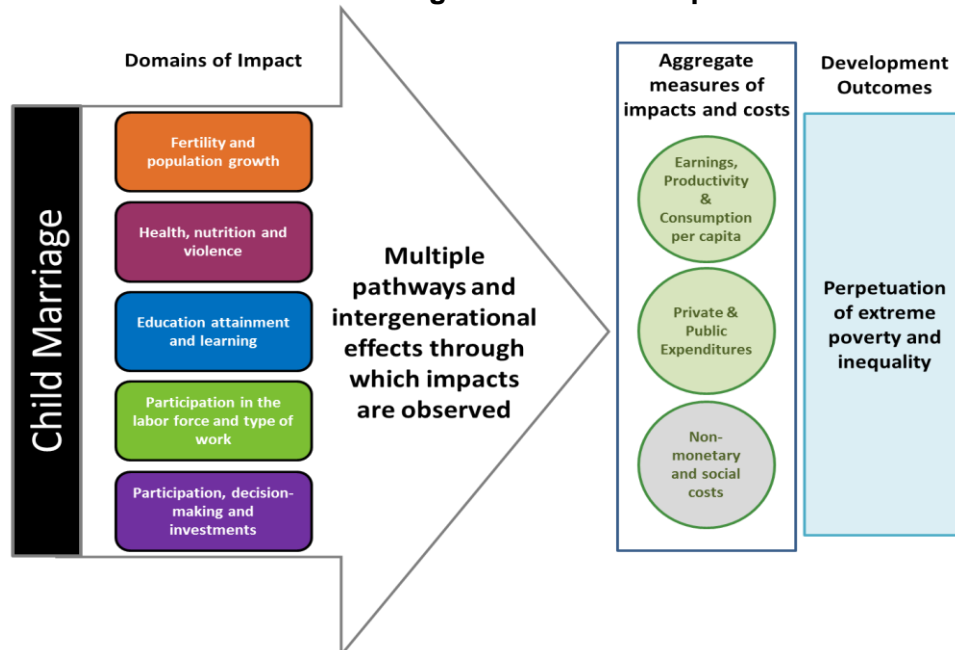 Domains of Impact
Child Marriage
Fertility and
population growth
Health, nutrition and
violence
Education attainment
and learning
Participation in the
labor force and type of
work
Participation, decision-
making and
investments
Multiple
pathways and
intergenerational
effects through
which impacts
are observed
Aggregate
measures of
impacts and costs
Earnings,
Productivity
&
Consumption
per capita
Private &
Public
Expenditures
Non-
monetary
and social
costs
Development
Outcomes
Perpetuation
of extreme
poverty and
inequality